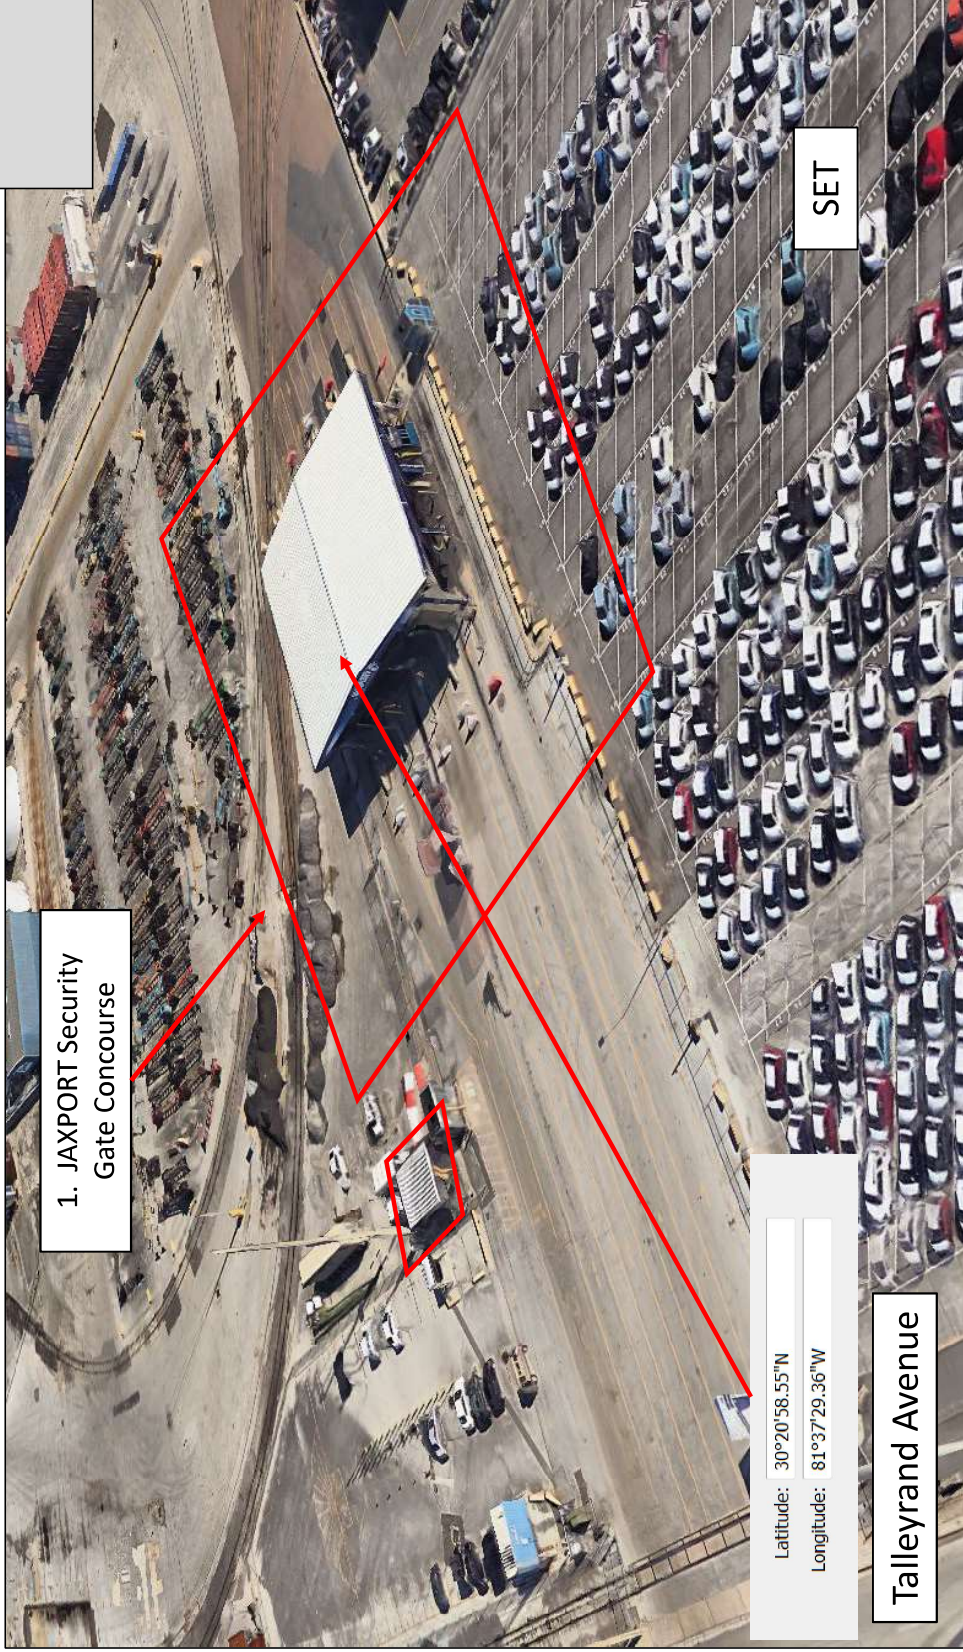 1. JAXPORT Security
Gate Concourse
SET
Latitude: 30°20'58.55"N
Longitude: 81°37'29.36"W
Talleyrand Avenue